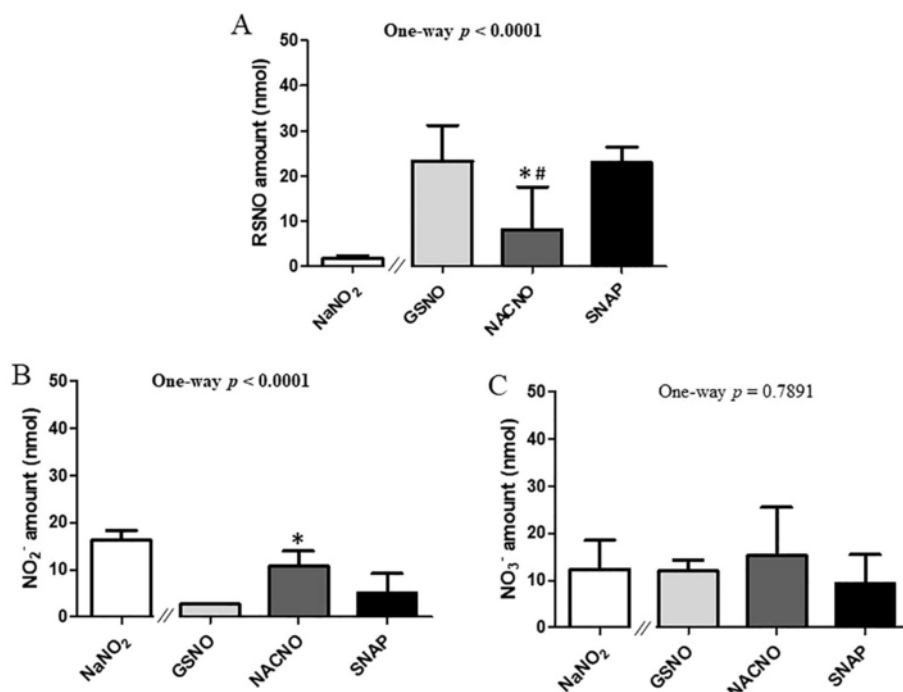 A
One-way p < 0.0001
RSNO amount (nmol)
50
40
30
20
10
0
*#
//
NaNO₂
GSNO
NACNO
SNAP
B
One-way p < 0.0001
NO₂⁻ amount (nmol)
50
40
30
20
10
0
*
//
NaNO₂
GSNO
NACNO
SNAP
C
One-way p = 0.7891
NO₃⁻ amount (nmol)
50
40
30
20
10
0
//
NaNO₂
GSNO
NACNO
SNAP